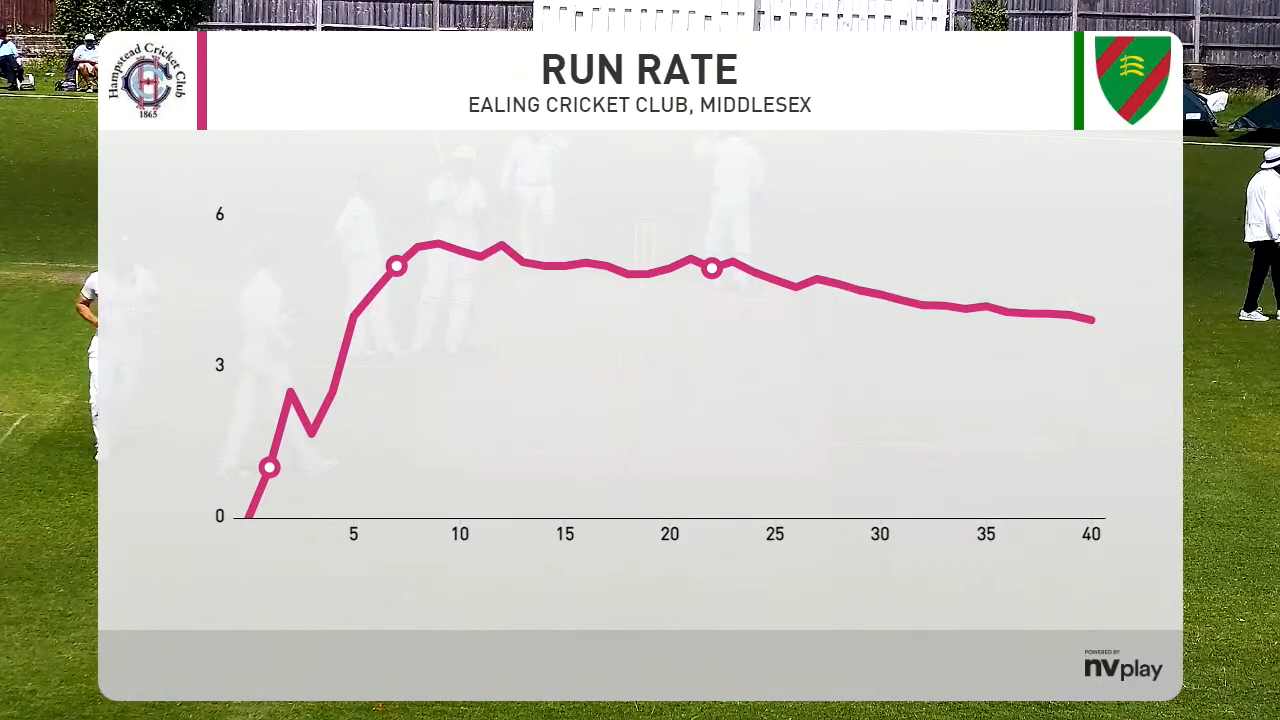 Hampstead Cricket Club
CHC
1865
RUN RATE
EALING CRICKET CLUB, MIDDLESEX
6
3
0
5 10 15 20 25 30 35 40
POWERED BY
nvplay